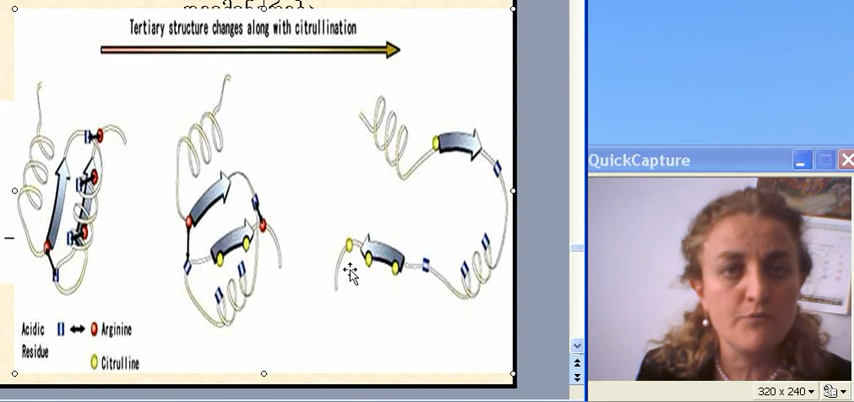 Tertiary structure changes along with citrullination
Acidic
Residue
Arginine
Citrulline
QuickCapture
320 x 240